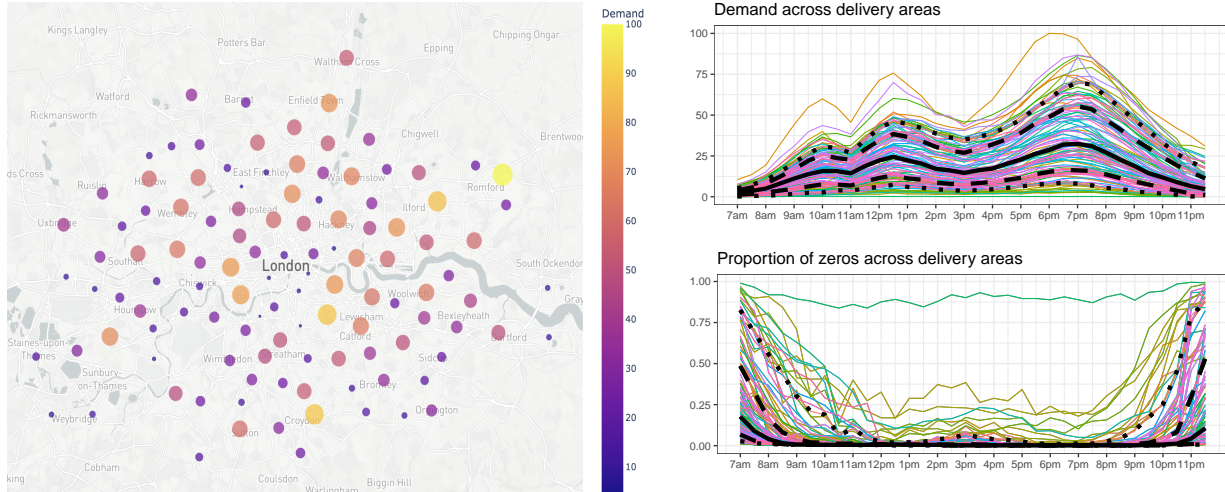 Kings Langley
Potters Bar
Chipping Ongar
Epping
Waltham Cross
Watford
Barnet
Enfield Town
Rickmansworth
Chigwell
Brentwood
ds Cross
East Finchley
Walthamstow
Harrow
Ruislip
Romford
Wembley
Hampstead
Ilford
Uxbridge
Hackney
London
Southall
South Ockendon
Chiswick
Woolwich
Gray
Hounslow
Lewisham
Bexleyheath
Catford
Dartford
Staines-upon-
Thames
Wimbledon
Streatham
Sidcup
Sunbury
-on-Thames
Bromley
Weybridge
Orpington
Croydon
Sutton
Cobham
Coulsdon
king
Warlingham
Biggin Hill
Demand
100
90
80
70
60
50
40
30
20
10
Demand across delivery areas
100
75
50
25
0
7am 8am 9am 10am 11am 12pm 1pm 2pm 3pm 4pm 5pm 6pm 7pm 8pm 9pm 10pm 11pm
Proportion of zeros across delivery areas
1.00
0.75
0.50
0.25
0.00
7am 8am 9am 10am 11am 12pm 1pm 2pm 3pm 4pm 5pm 6pm 7pm 8pm 9pm 10pm 11pm